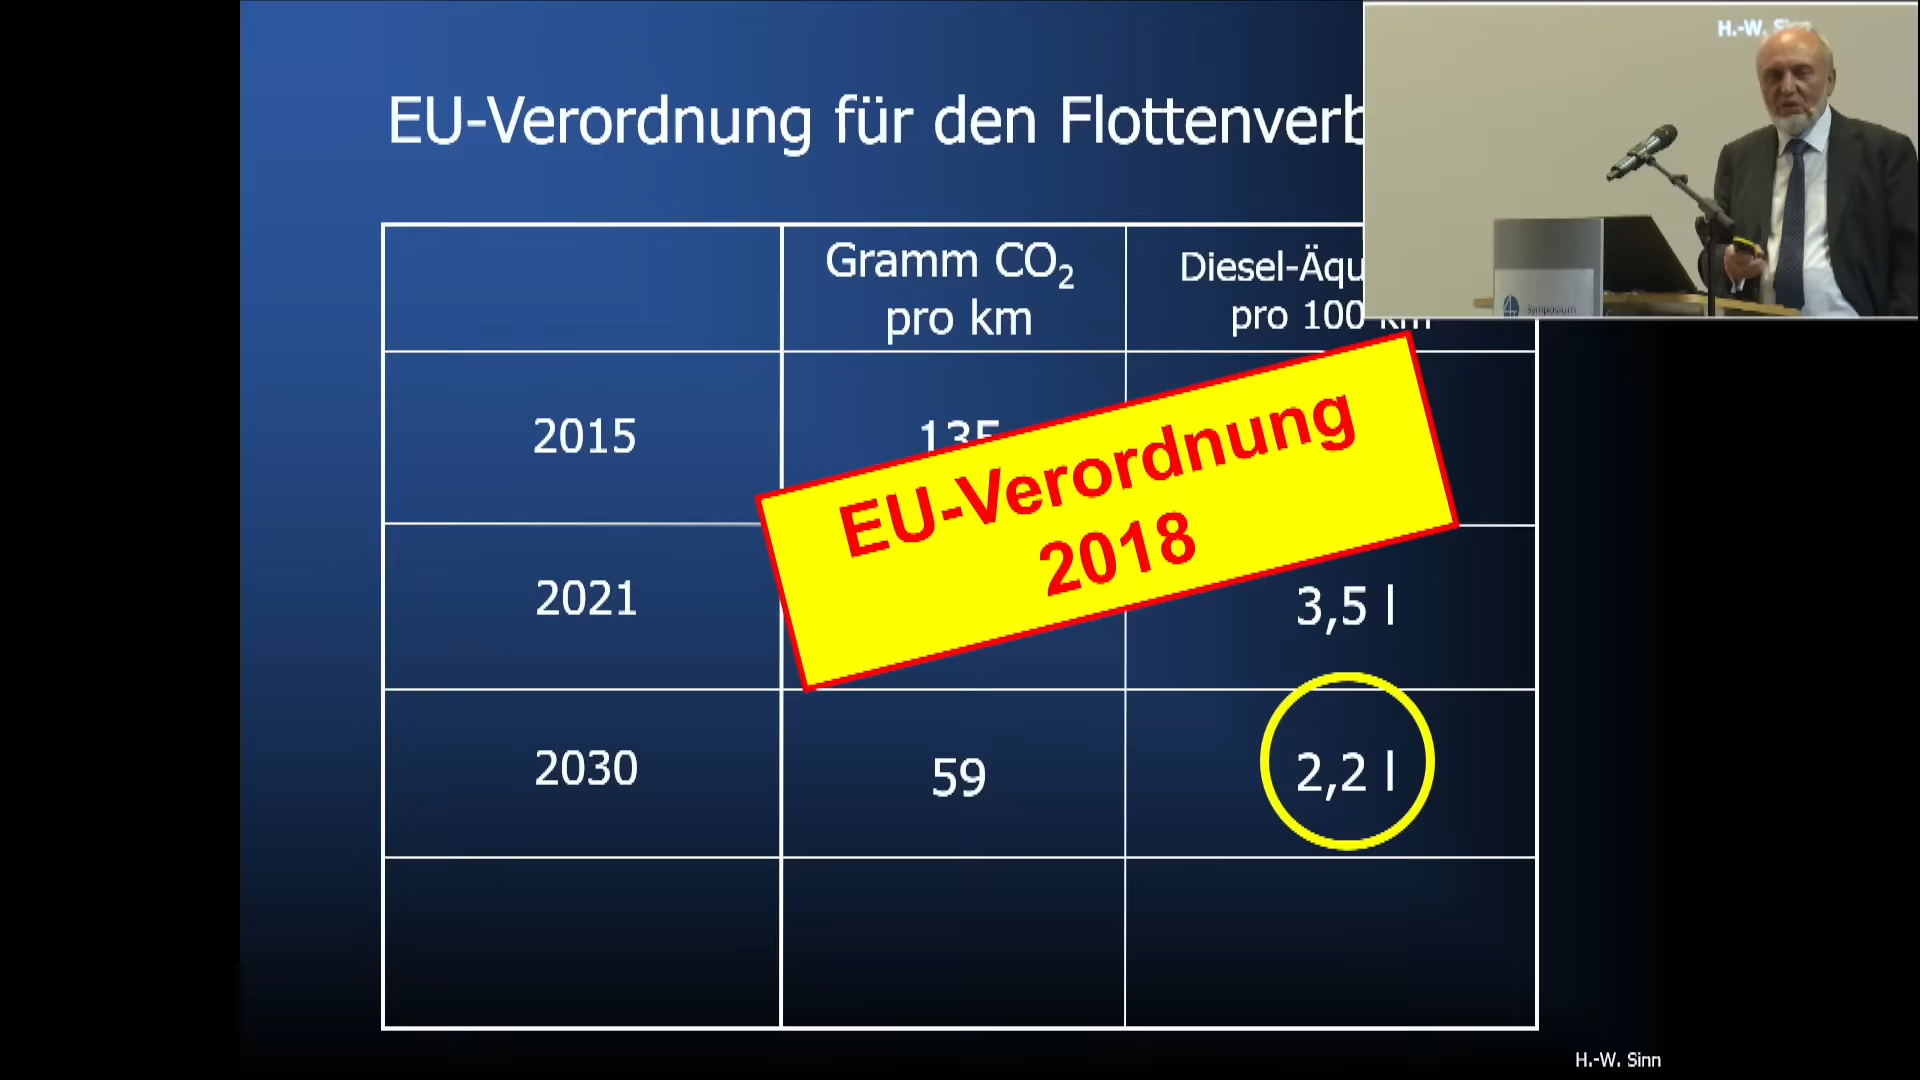 H.-W. Sinn
EU-Verordnung für den Flottenverb
Gramm CO₂
pro km
Diesel-Äqu
pro 100 km
2015
135
EU-Verordnung
2018
2021
3,5 l
2030
59
2,2 l
Symposium
H.-W. Sinn